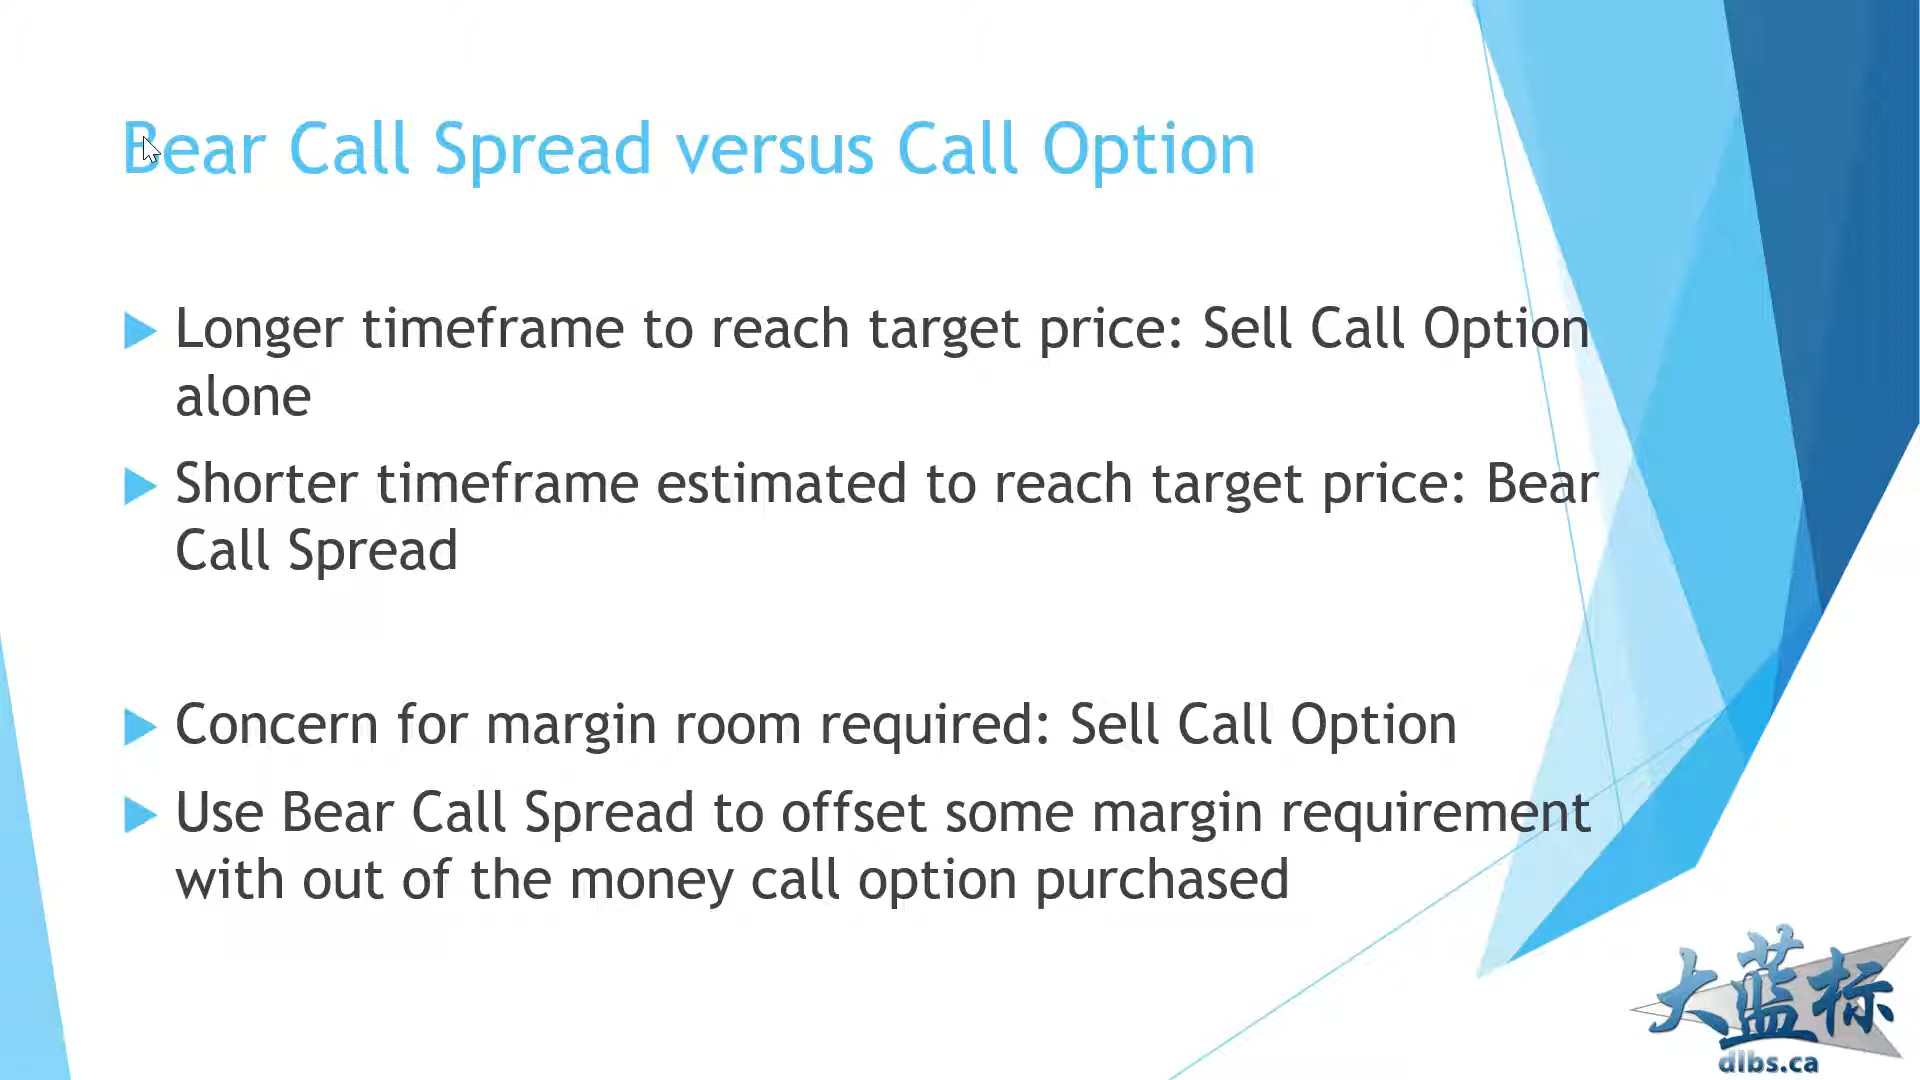 Bear Call Spread versus Call Option
Longer timeframe to reach target price: Sell Call Option
alone
Shorter timeframe estimated to reach target price: Bear
Call Spread
Concern for margin room required: Sell Call Option
Use Bear Call Spread to offset some margin requirement
with out of the money call option purchased
大蓝标
dlbs.ca